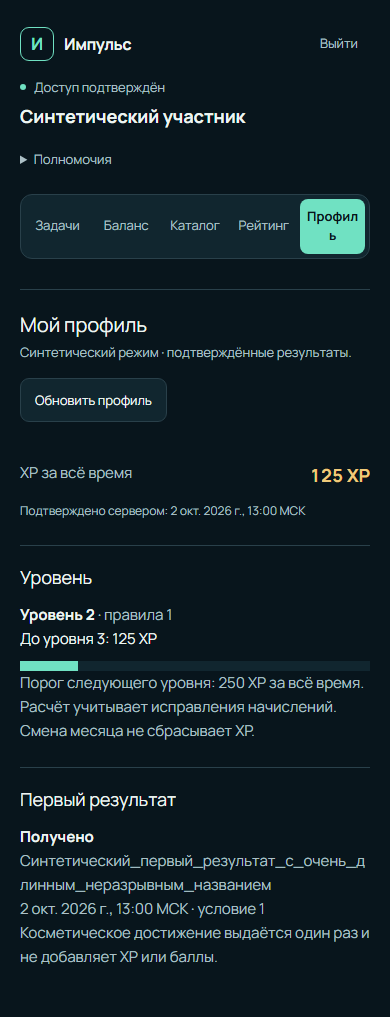 И Импульс Выйти
Доступ подтверждён
Синтетический участник
Полномочия
Задачи Баланс Каталог Рейтинг Профил
ь
Мой профиль
Синтетический режим · подтверждённые результаты.
Обновить профиль
XP за всё время 125 XP
Подтверждено сервером: 2 окт. 2026 г., 13:00 МСК
Уровень
Уровень 2 · правила 1
До уровня 3: 125 XP
Порог следующего уровня: 250 XP за всё время.
Расчёт учитывает исправления начислений.
Смена месяца не сбрасывает XP.
Первый результат
Получено
Синтетический_первый_результат_с_очень_д
линным_неразрывным_названием
2 окт. 2026 г., 13:00 МСК · условие 1
Косметическое достижение выдаётся один раз и
не добавляет XP или баллы.